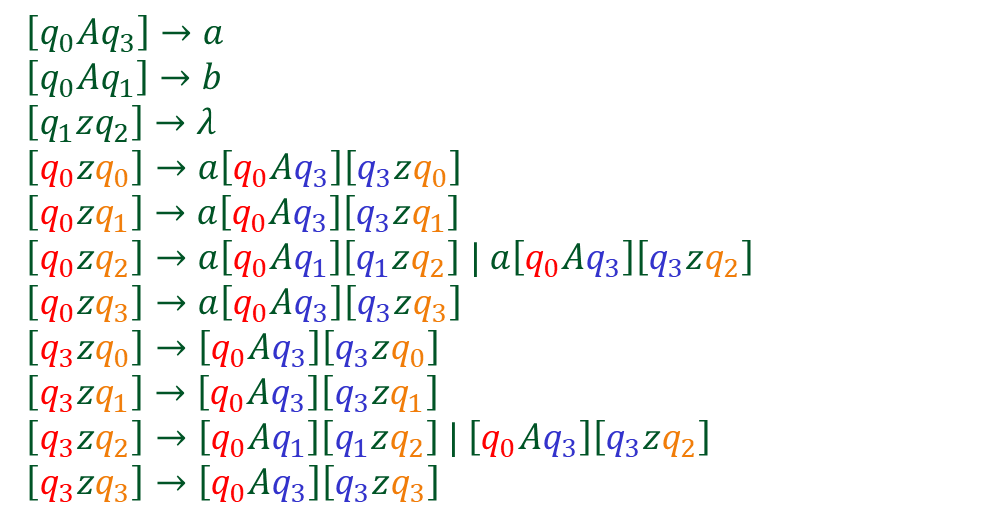 [q₀Aq₃] → a
[q₀Aq₁] → b
[q₁zq₂] → λ
[q₀zq₀] → a[q₀Aq₃][q₃zq₀]
[q₀zq₁] → a[q₀Aq₃][q₃zq₁]
[q₀zq₂] → a[q₀Aq₁][q₁zq₂] | a[q₀Aq₃][q₃zq₂]
[q₀zq₃] → a[q₀Aq₃][q₃zq₃]
[q₃zq₀] → [q₀Aq₃][q₃zq₀]
[q₃zq₁] → [q₀Aq₃][q₃zq₁]
[q₃zq₂] → [q₀Aq₁][q₁zq₂] | [q₀Aq₃][q₃zq₂]
[q₃zq₃] → [q₀Aq₃][q₃zq₃]